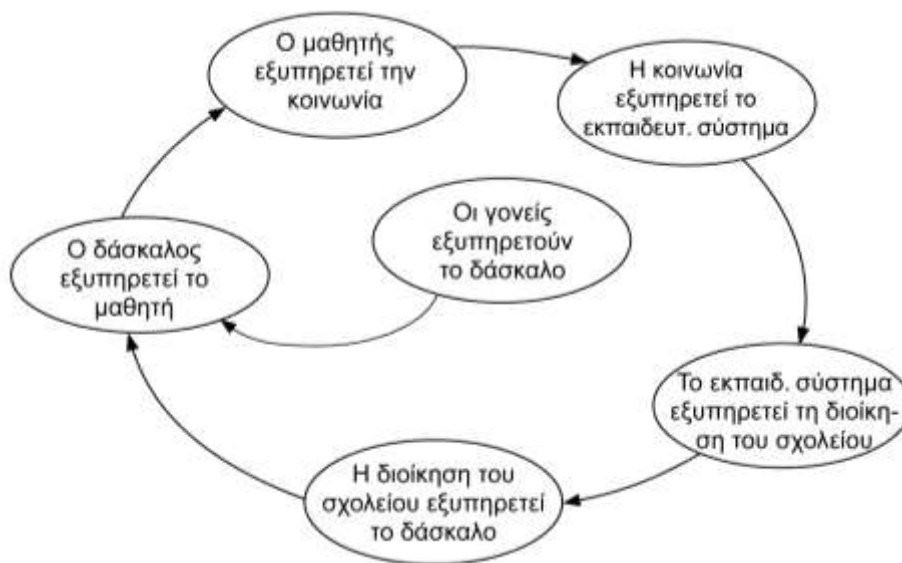 Ο μαθητής
εξυπηρετεί την
κοινωνία
Η κοινωνία
εξυπηρετεί το
εκπαιδευτ. σύστημα
Οι γονείς
εξυπηρετούν
το δάσκαλο
Ο δάσκαλος
εξυπηρετεί το
μαθητή
Το εκπαιδ. σύστημα
εξυπηρετεί τη διοίκη-
ση του σχολείου
Η διοίκηση του
σχολείου εξυπηρετεί
το δάσκαλο